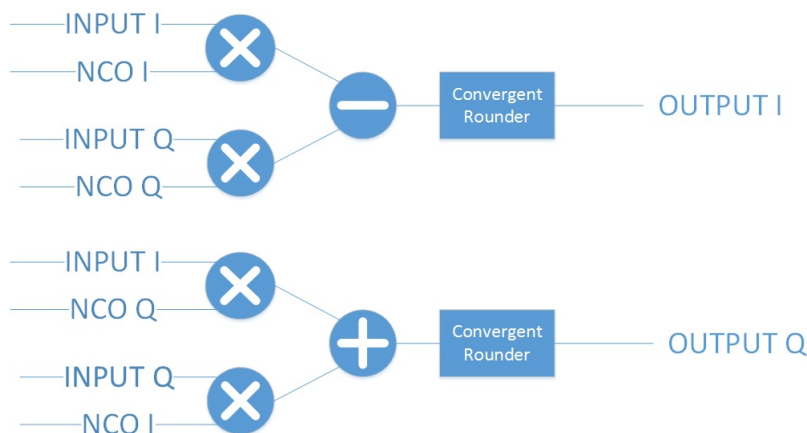 INPUT I
NCO I
INPUT Q
NCO Q
Convergent
Rounder
OUTPUT I
INPUT I
NCO Q
INPUT Q
NCO I
Convergent
Rounder
OUTPUT Q